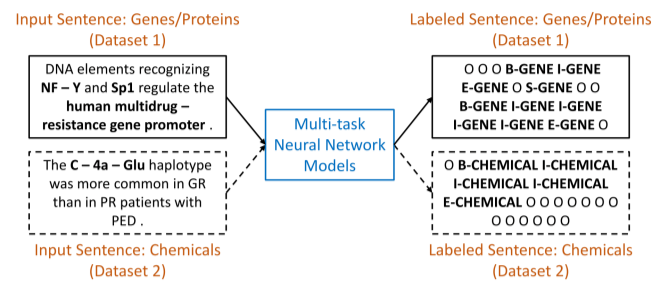 Input Sentence: Genes/Proteins
(Dataset 1)
DNA elements recognizing
NF – Y and Sp1 regulate the
human multidrug –
resistance gene promoter .
The C – 4a – Glu haplotype
was more common in GR
than in PR patients with
PED .
Input Sentence: Chemicals
(Dataset 2)
Multi-task
Neural Network
Models
Labeled Sentence: Genes/Proteins
(Dataset 1)
O O O B-GENE I-GENE
E-GENE O S-GENE O O
B-GENE I-GENE I-GENE
I-GENE I-GENE E-GENE O
O B-CHEMICAL I-CHEMICAL
I-CHEMICAL I-CHEMICAL
E-CHEMICAL O O O O O O O
O O O O O O
Labeled Sentence: Chemicals
(Dataset 2)